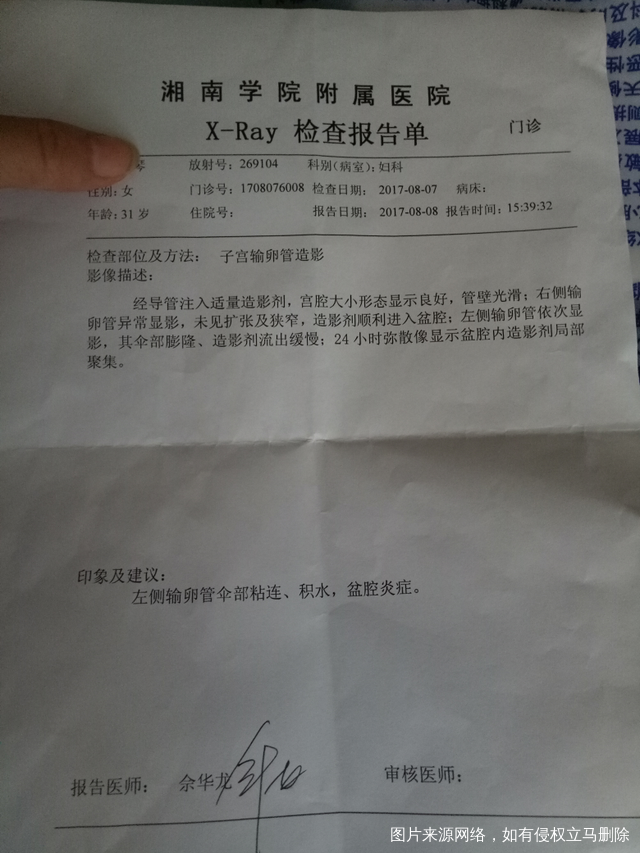 湘南学院附属医院
X-Ray 检查报告单 门诊
琴 放射号：269104 科别(病室)：妇科
性别：女 门诊号：1708076008 检查日期：2017-08-07 病床：
年龄：31 岁 住院号： 报告日期：2017-08-08 报告时间：15:39:32
检查部位及方法： 子宫输卵管造影
影像描述：
经导管注入适量造影剂，宫腔大小形态显示良好，管壁光滑；右侧输
卵管异常显影，未见扩张及狭窄，造影剂顺利进入盆腔；左侧输卵管依次显
影，其伞部膨隆、造影剂流出缓慢；24 小时弥散像显示盆腔内造影剂局部
聚集。
印象及建议：
左侧输卵管伞部粘连、积水，盆腔炎症。
报告医师： 佘华龙 审核医师：
图片来源网络，如有侵权立马删除